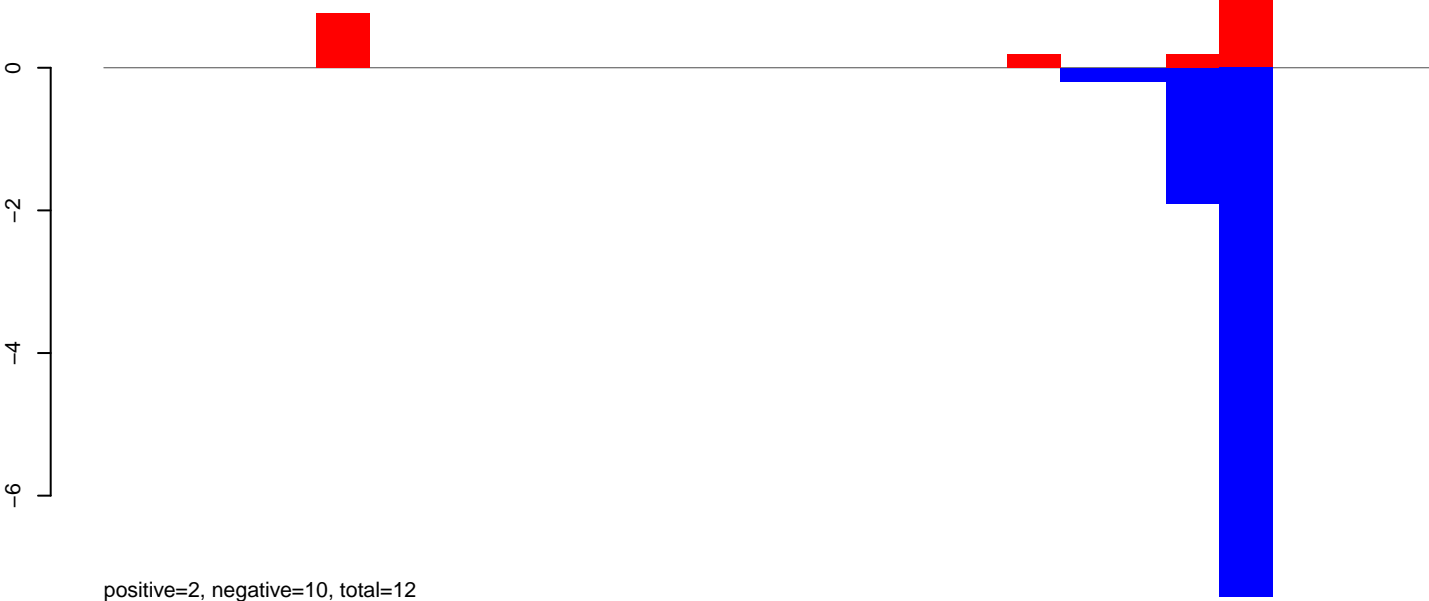 0
−2
−4
−6
positive=2, negative=10, total=12